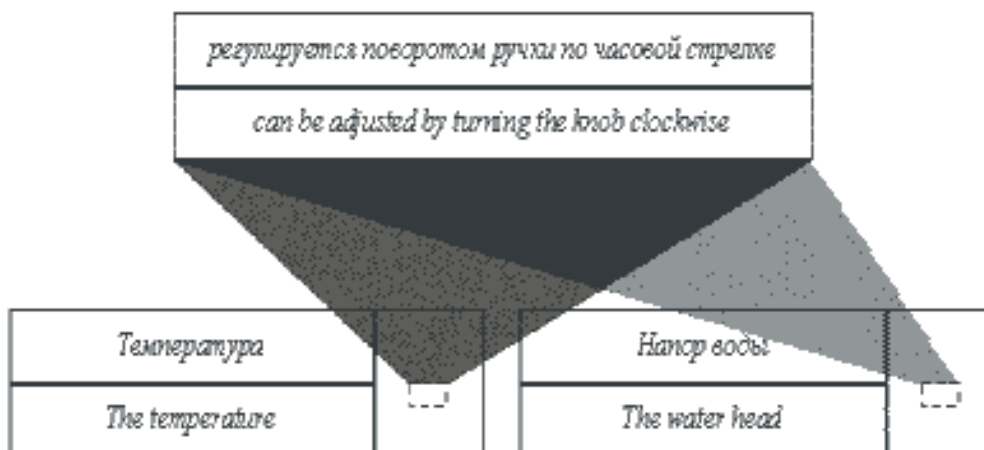 регулируется поворотом ручки по часовой стрелке
can be adjusted by turning the knob clockwise
Температура
Напор воды
The temperature
The water head